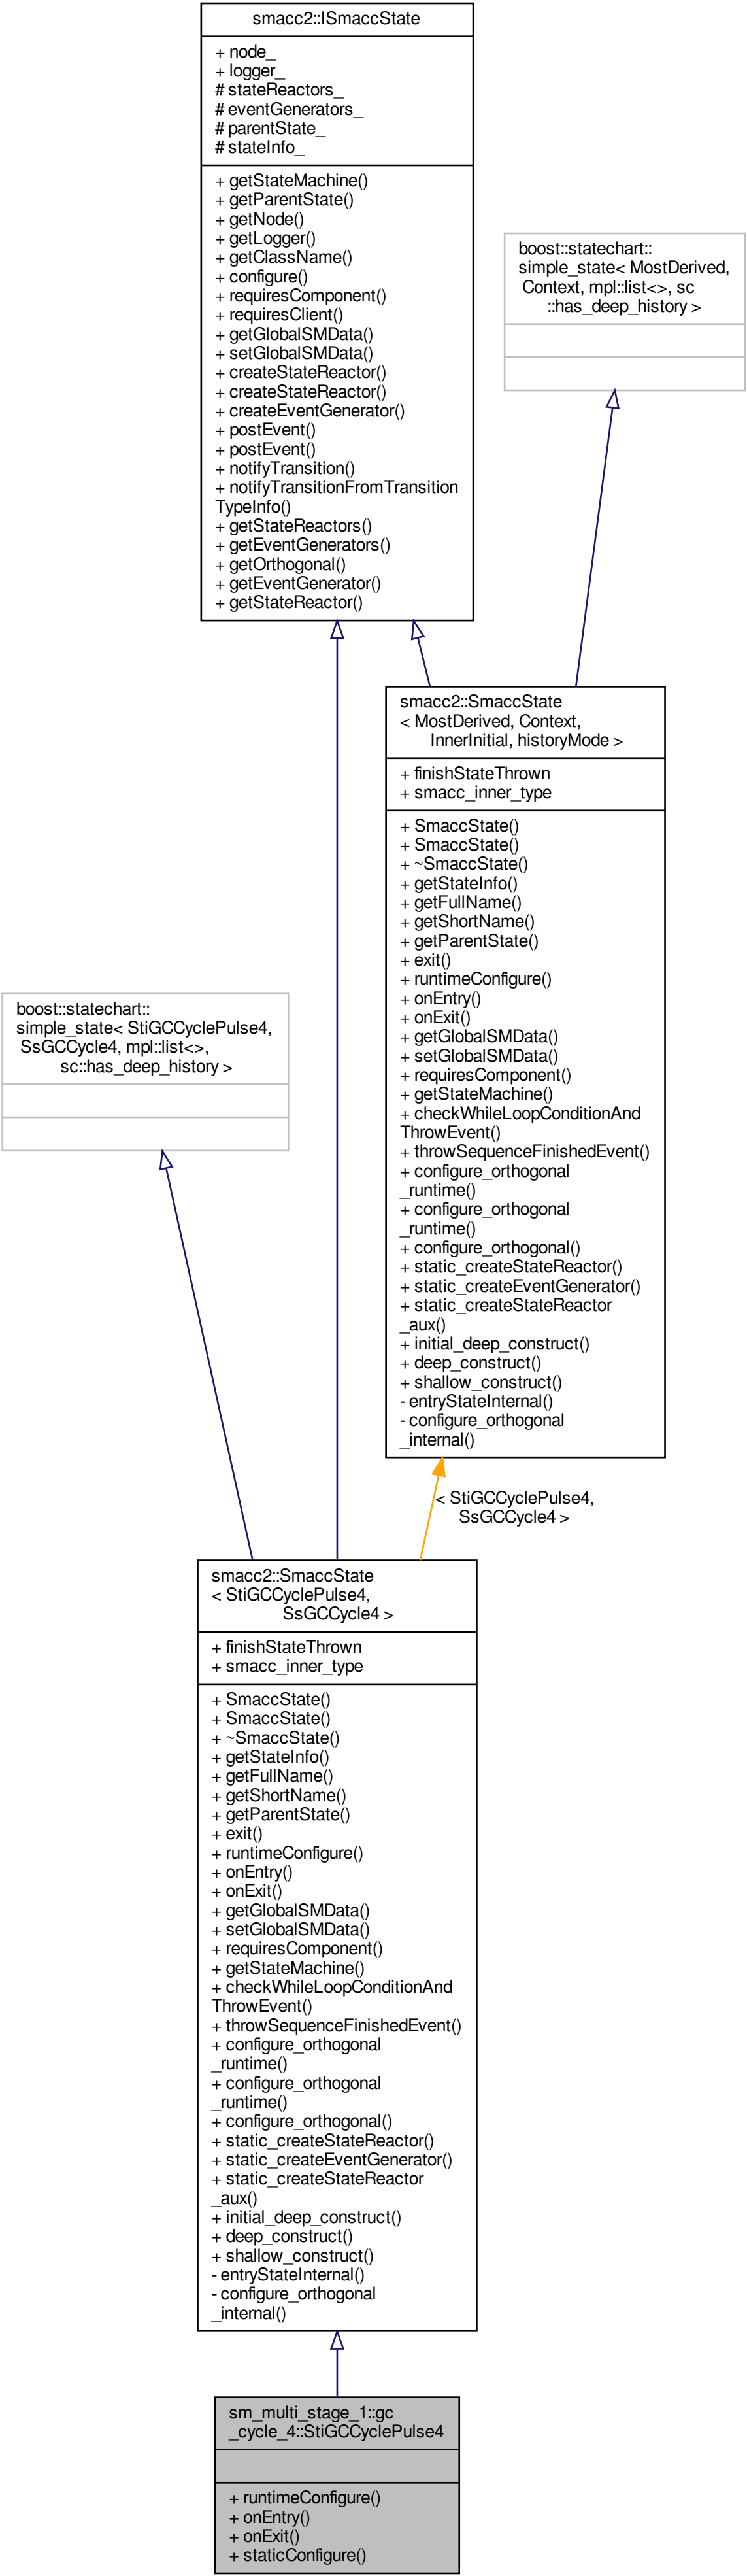 smacc2::ISmaccState
+ node_
+ logger_
# stateReactors_
# eventGenerators_
# parentState_
# stateInfo_
+ getStateMachine()
+ getParentState()
+ getNode()
+ getLogger()
+ getClassName()
+ configure()
+ requiresComponent()
+ requiresClient()
+ getGlobalSMData()
+ setGlobalSMData()
+ createStateReactor()
+ createStateReactor()
+ createEventGenerator()
+ postEvent()
+ postEvent()
+ notifyTransition()
+ notifyTransitionFromTransition
TypeInfo()
+ getStateReactors()
+ getEventGenerators()
+ getOrthogonal()
+ getEventGenerator()
+ getStateReactor()
boost::statechart::
simple_state< MostDerived,
Context, mpl::list<>, sc
::has_deep_history >
smacc2::SmaccState
< MostDerived, Context,
InnerInitial, historyMode >
+ finishStateThrown
+ smacc_inner_type
+ SmaccState()
+ SmaccState()
+ ~SmaccState()
+ getStateInfo()
+ getFullName()
+ getShortName()
+ getParentState()
+ exit()
+ runtimeConfigure()
+ onEntry()
+ onExit()
+ getGlobalSMData()
+ setGlobalSMData()
+ requiresComponent()
+ getStateMachine()
+ checkWhileLoopConditionAnd
ThrowEvent()
+ throwSequenceFinishedEvent()
+ configure_orthogonal
_runtime()
+ configure_orthogonal
_runtime()
+ configure_orthogonal()
+ static_createStateReactor()
+ static_createEventGenerator()
+ static_createStateReactor
_aux()
+ initial_deep_construct()
+ deep_construct()
+ shallow_construct()
- entryStateInternal()
- configure_orthogonal
_internal()
boost::statechart::
simple_state< StiGCCyclePulse4,
SsGCCycle4, mpl::list<>,
sc::has_deep_history >
< StiGCCyclePulse4,
SsGCCycle4 >
smacc2::SmaccState
< StiGCCyclePulse4,
SsGCCycle4 >
+ finishStateThrown
+ smacc_inner_type
+ SmaccState()
+ SmaccState()
+ ~SmaccState()
+ getStateInfo()
+ getFullName()
+ getShortName()
+ getParentState()
+ exit()
+ runtimeConfigure()
+ onEntry()
+ onExit()
+ getGlobalSMData()
+ setGlobalSMData()
+ requiresComponent()
+ getStateMachine()
+ checkWhileLoopConditionAnd
ThrowEvent()
+ throwSequenceFinishedEvent()
+ configure_orthogonal
_runtime()
+ configure_orthogonal
_runtime()
+ configure_orthogonal()
+ static_createStateReactor()
+ static_createEventGenerator()
+ static_createStateReactor
_aux()
+ initial_deep_construct()
+ deep_construct()
+ shallow_construct()
- entryStateInternal()
- configure_orthogonal
_internal()
sm_multi_stage_1::gc
_cycle_4::StiGCCyclePulse4
+ runtimeConfigure()
+ onEntry()
+ onExit()
+ staticConfigure()